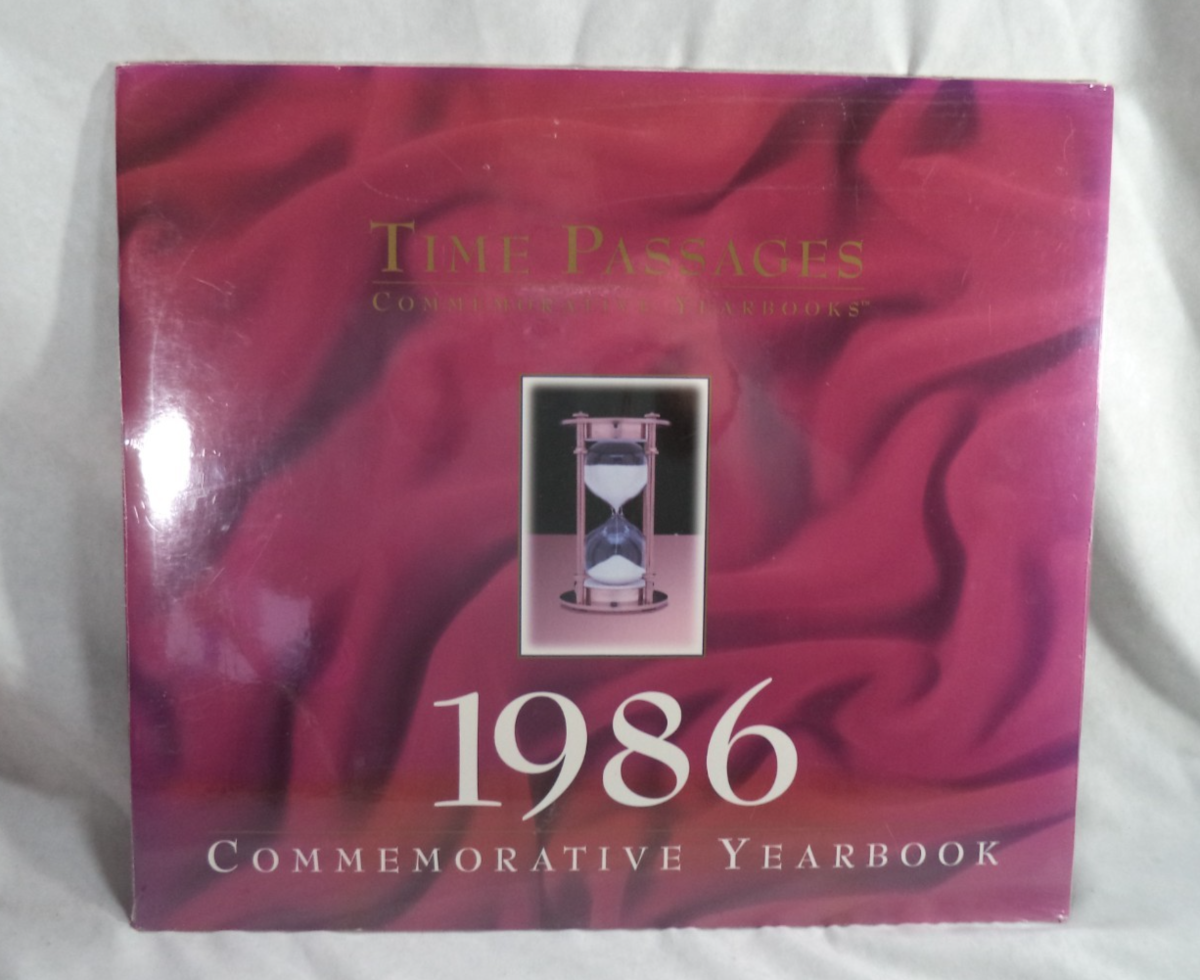 TIME PASSAGES
COMMEMORATIVE YEARBOOKS™
1986
COMMEMORATIVE YEARBOOK